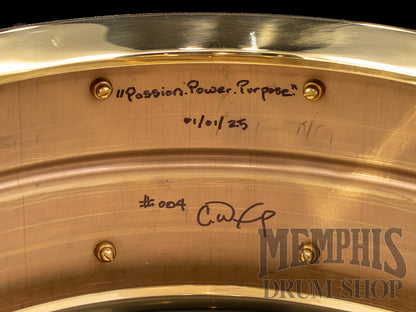 "Passion. Power. Purpose."
01/01/25
#004
MEMPHIS
DRUM SHOP